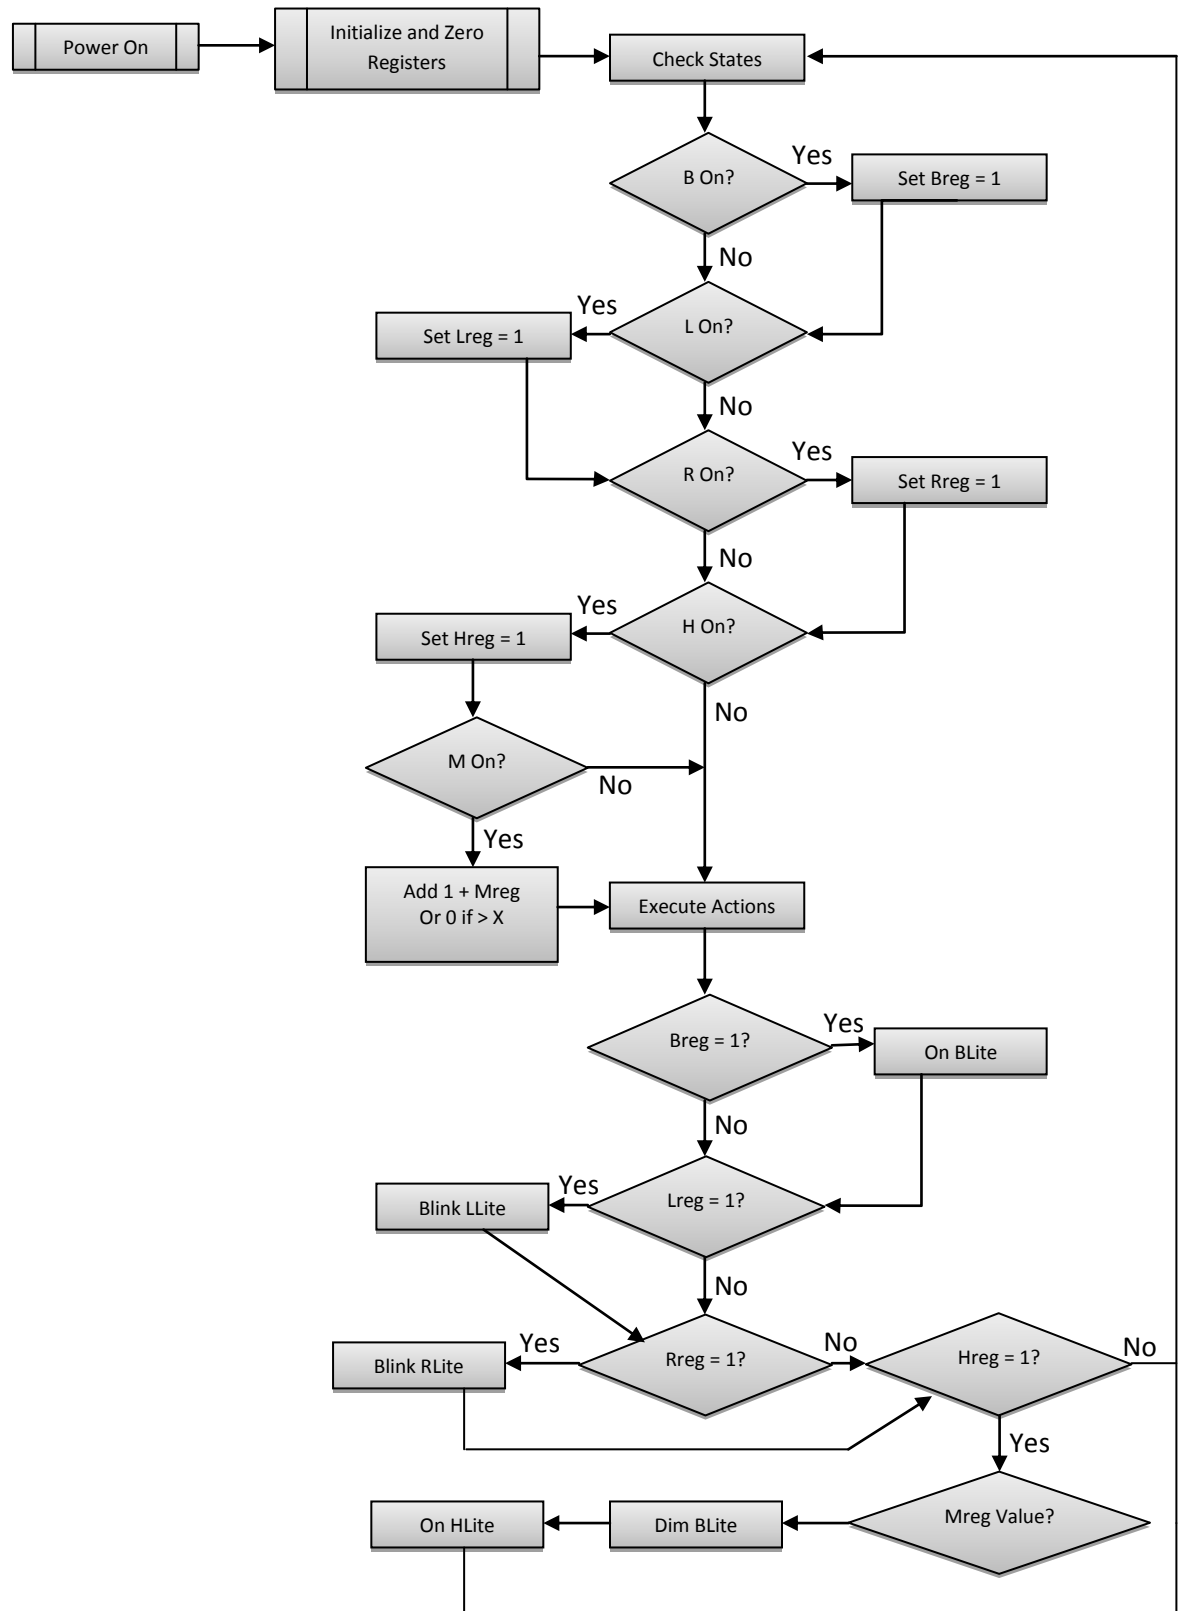 Power On
Initialize and Zero
Registers
Check States
B On?
Yes
Set Breg = 1
No
L On?
Yes
Set Lreg = 1
No
R On?
Yes
Set Rreg = 1
No
H On?
Yes
Set Hreg = 1
No
M On?
No
Yes
Add 1 + Mreg
Or 0 if > X
Execute Actions
Breg = 1?
Yes
On BLite
No
Lreg = 1?
Yes
Blink LLite
No
Rreg = 1?
Yes
Blink RLite
No
Hreg = 1?
No
Yes
Mreg Value?
Dim BLite
On HLite